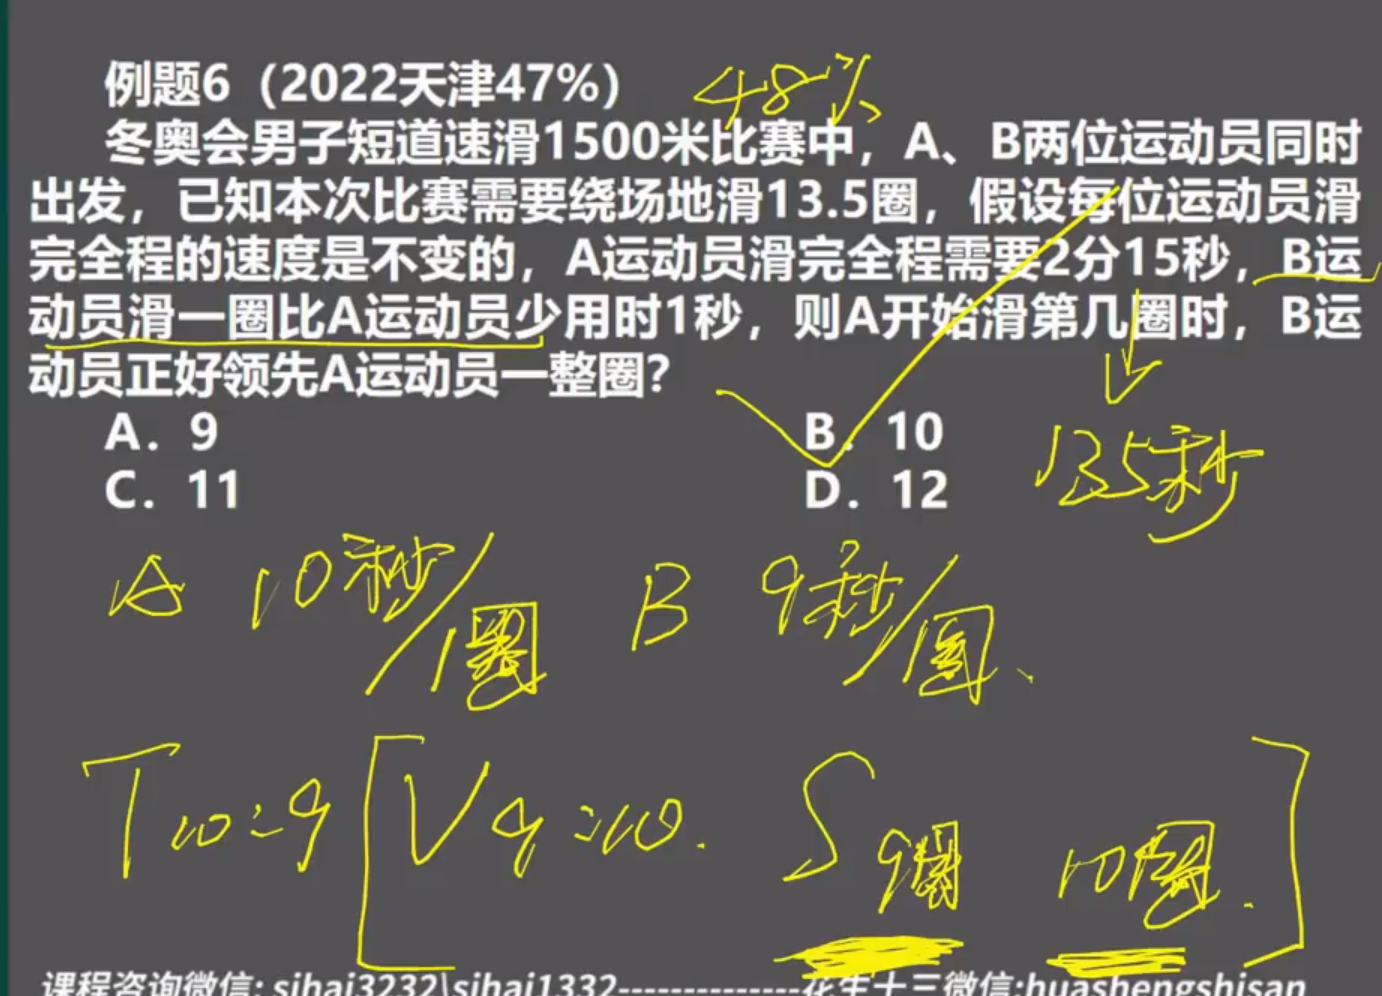 例题6（2022天津47%）
48%
冬奥会男子短道速滑1500米比赛中，A、B两位运动员同时
出发，已知本次比赛需要绕场地滑13.5圈，假设每位运动员滑
完全程的速度是不变的，A运动员滑完全程需要2分15秒，B运
动员滑一圈比A运动员少用时1秒，则A开始滑第几圈时，B运
动员正好领先A运动员一整圈？
A. 9
B. 10
C. 11
D. 12
135秒
A 10秒/1圈 B 9秒/1圈
T 10:9 [V 9:10. S 9圈 10圈.]
课程咨询微信: sihai3232\sihai1332--------------花生十三微信:huashengshisan